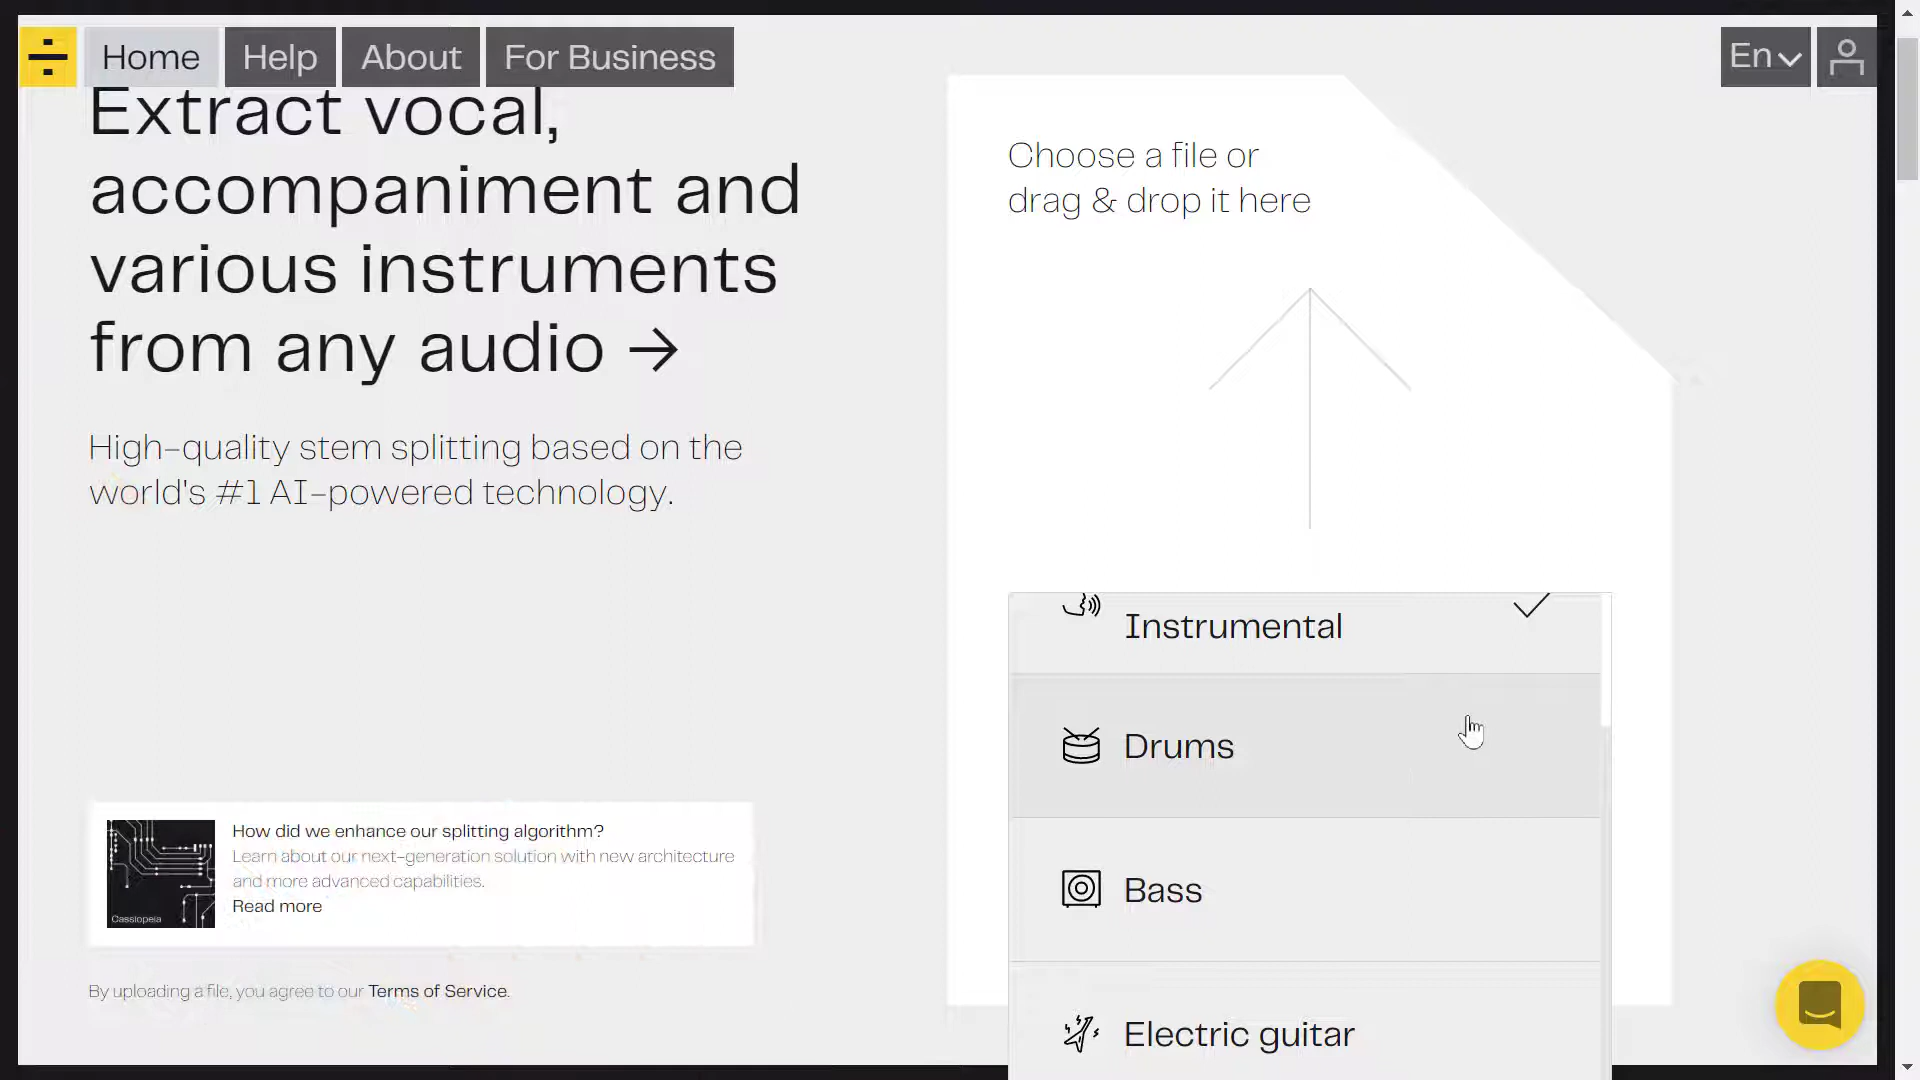 Home
Help
About
For Business
En
Extract vocal,
accompaniment and
various instruments
from any audio →
High-quality stem splitting based on the
world's #1 AI-powered technology.
Cassiopeia
How did we enhance our splitting algorithm?
Learn about our next-generation solution with new architecture
and more advanced capabilities.
Read more
By uploading a file, you agree to our Terms of Service.
Choose a file or
drag & drop it here
Instrumental
Drums
Bass
Electric guitar